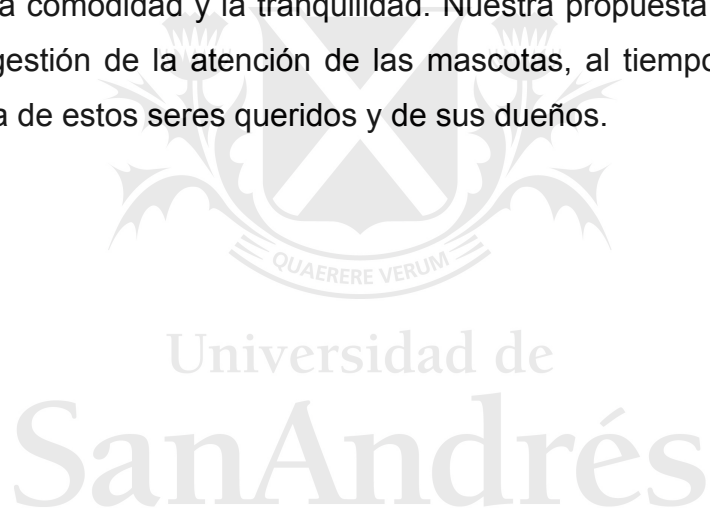 a comodidad y la tranquilidad. Nuestra propuesta
gestión de la atención de las mascotas, al tiempo
a de estos seres queridos y de sus dueños.
QUAERERE VERUM
Universidad de
SanAndrés